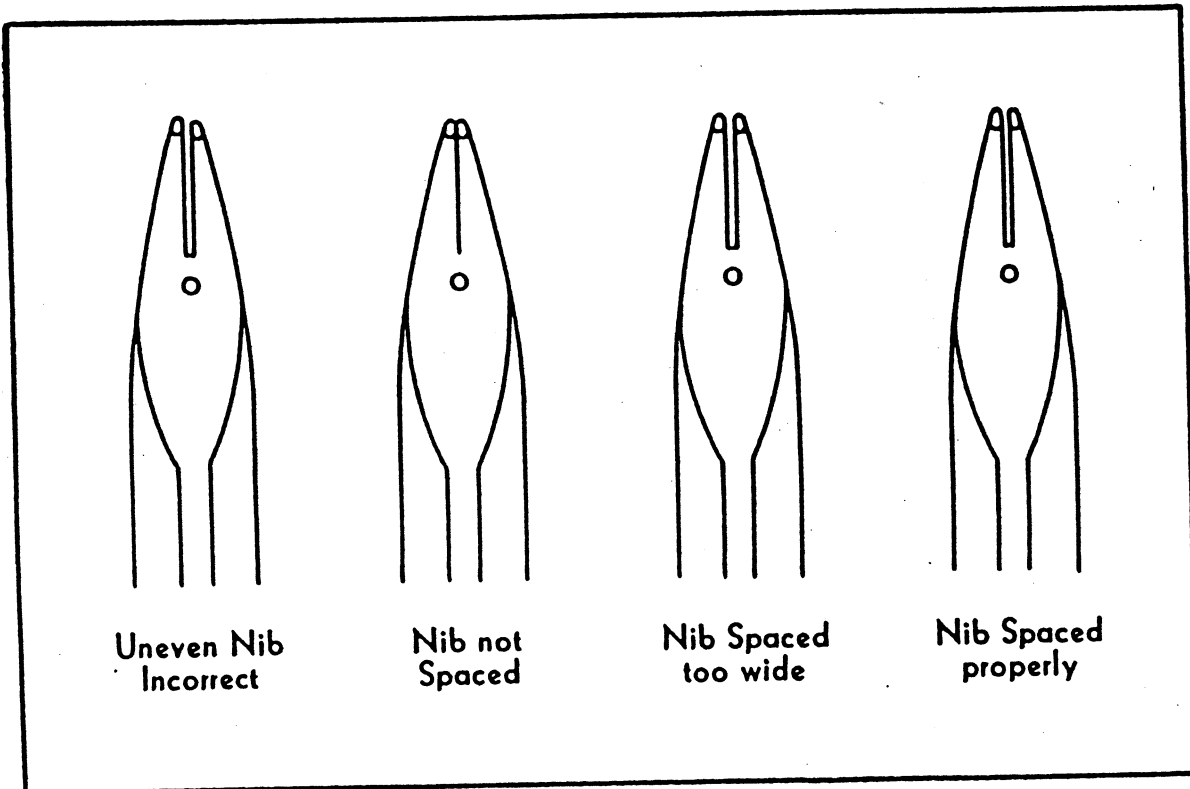 Uneven Nib
Incorrect
Nib not
Spaced
Nib Spaced
too wide
Nib Spaced
properly